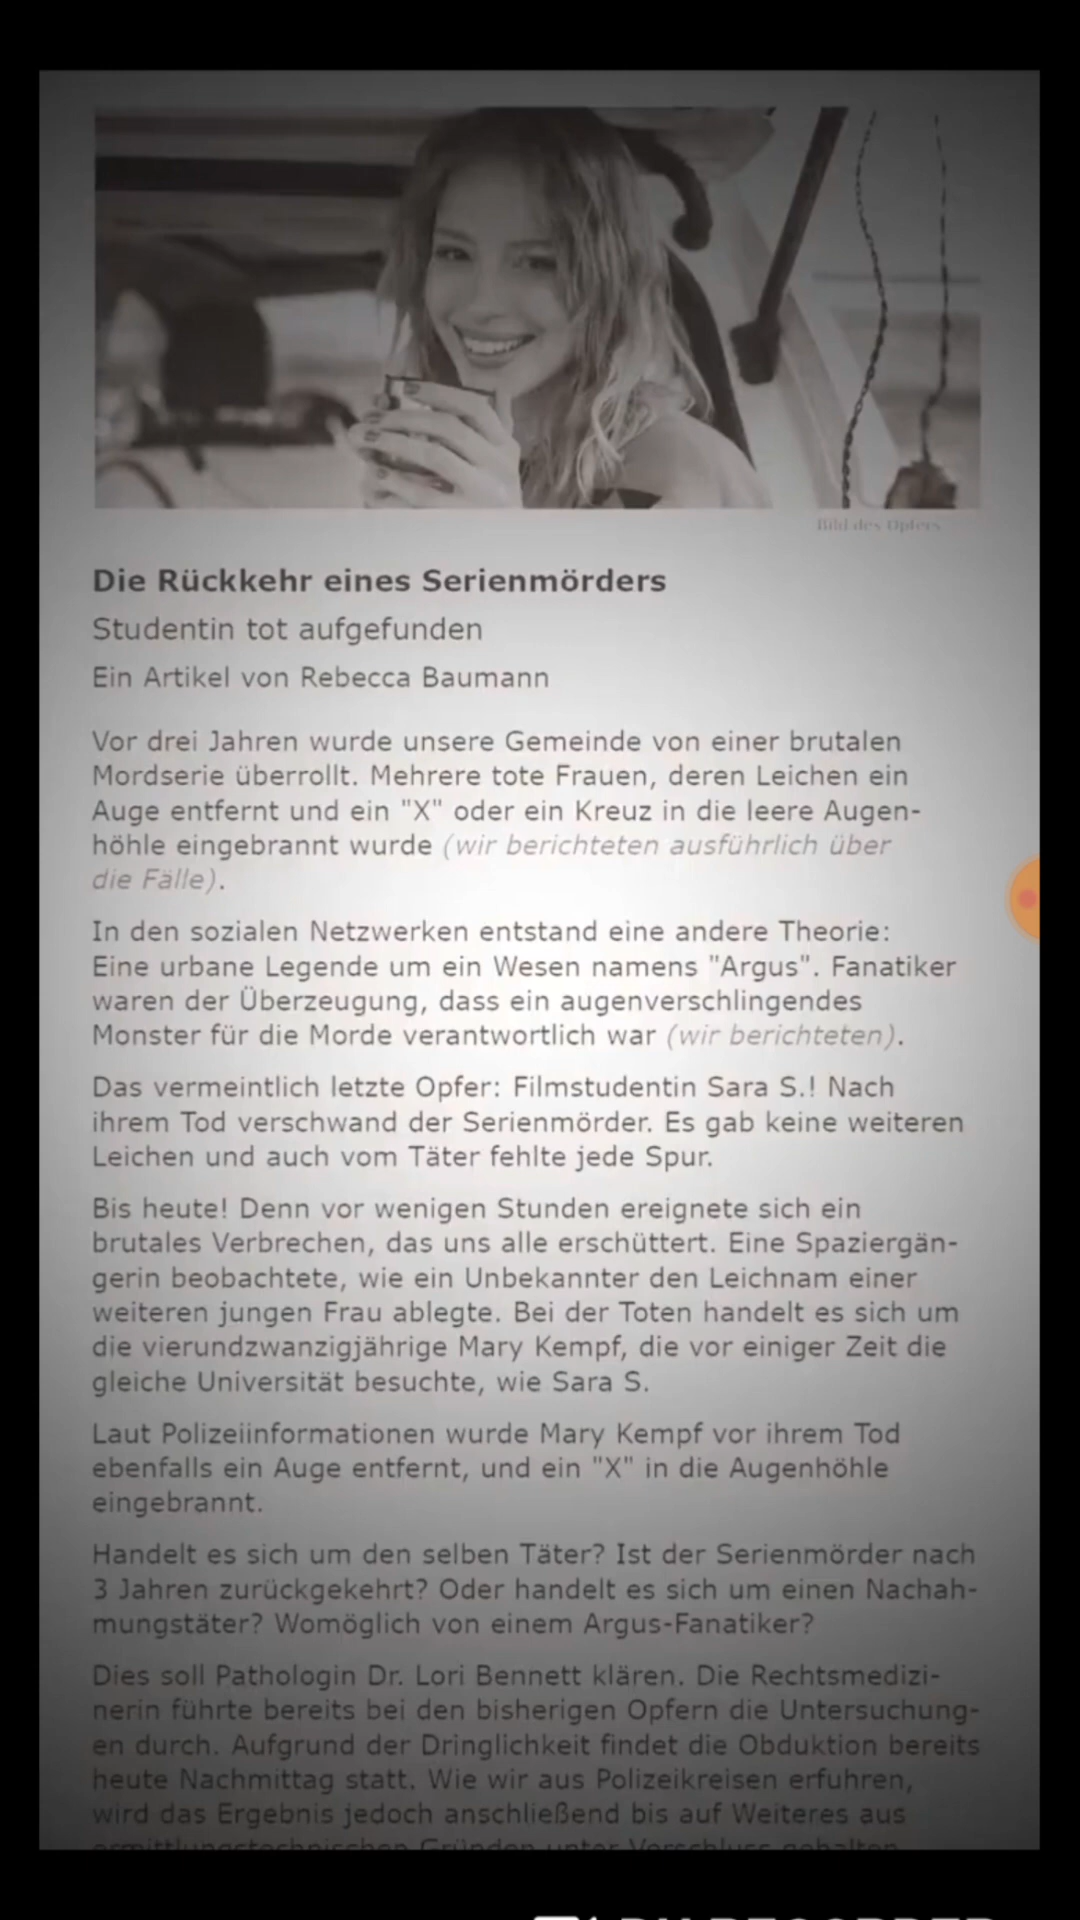 Bild des Opfers
Die Rückkehr eines Serienmörders
Studentin tot aufgefunden
Ein Artikel von Rebecca Baumann
Vor drei Jahren wurde unsere Gemeinde von einer brutalen
Mordserie überrollt. Mehrere tote Frauen, deren Leichen ein
Auge entfernt und ein "X" oder ein Kreuz in die leere Augen-
höhle eingebrannt wurde (wir berichteten ausführlich über
die Fälle).
In den sozialen Netzwerken entstand eine andere Theorie:
Eine urbane Legende um ein Wesen namens "Argus". Fanatiker
waren der Überzeugung, dass ein augenverschlingendes
Monster für die Morde verantwortlich war (wir berichteten).
Das vermeintlich letzte Opfer: Filmstudentin Sara S.! Nach
ihrem Tod verschwand der Serienmörder. Es gab keine weiteren
Leichen und auch vom Täter fehlte jede Spur.
Bis heute! Denn vor wenigen Stunden ereignete sich ein
brutales Verbrechen, das uns alle erschüttert. Eine Spaziergän-
gerin beobachtete, wie ein Unbekannter den Leichnam einer
weiteren jungen Frau ablegte. Bei der Toten handelt es sich um
die vierundzwanzigjährige Mary Kempf, die vor einiger Zeit die
gleiche Universität besuchte, wie Sara S.
Laut Polizeiinformationen wurde Mary Kempf vor ihrem Tod
ebenfalls ein Auge entfernt, und ein "X" in die Augenhöhle
eingebrannt.
Handelt es sich um den selben Täter? Ist der Serienmörder nach
3 Jahren zurückgekehrt? Oder handelt es sich um einen Nachah-
mungstäter? Womöglich von einem Argus-Fanatiker?
Dies soll Pathologin Dr. Lori Bennett klären. Die Rechtsmedizi-
nerin führte bereits bei den bisherigen Opfern die Untersuchung-
en durch. Aufgrund der Dringlichkeit findet die Obduktion bereits
heute Nachmittag statt. Wie wir aus Polizeikreisen erfuhren,
wird das Ergebnis jedoch anschließend bis auf Weiteres aus
ermittlungstechnischen Gründen unter Verschluss gehalten